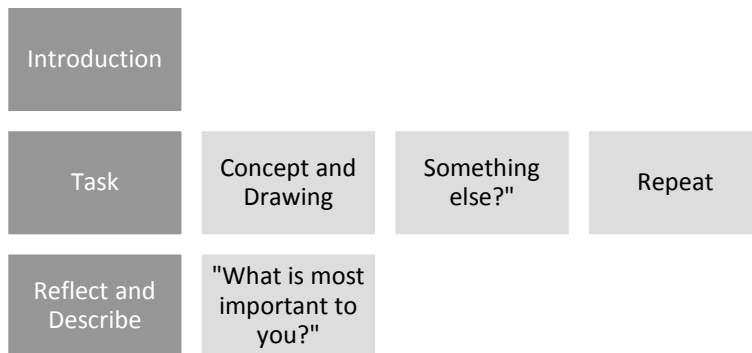 Introduction
Task
Concept and
Drawing
Something
else?"
Repeat
Reflect and
Describe
"What is most
important to
you?"